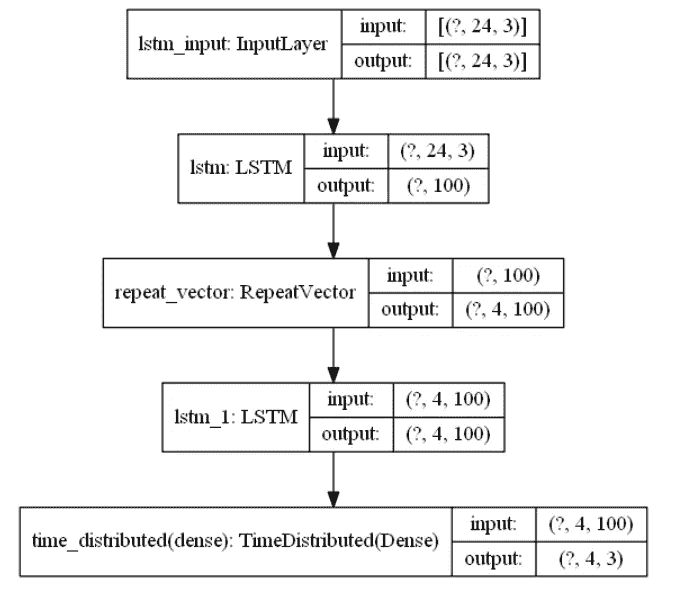 lstm_input: InputLayer
input: [(?, 24, 3)]
output: [(?, 24, 3)]
lstm: LSTM
input: (?, 24, 3)
output: (?, 100)
repeat_vector: RepeatVector
input: (?, 100)
output: (?, 4, 100)
lstm_1: LSTM
input: (?, 4, 100)
output: (?, 4, 100)
time_distributed(dense): TimeDistributed(Dense)
input: (?, 4, 100)
output: (?, 4, 3)